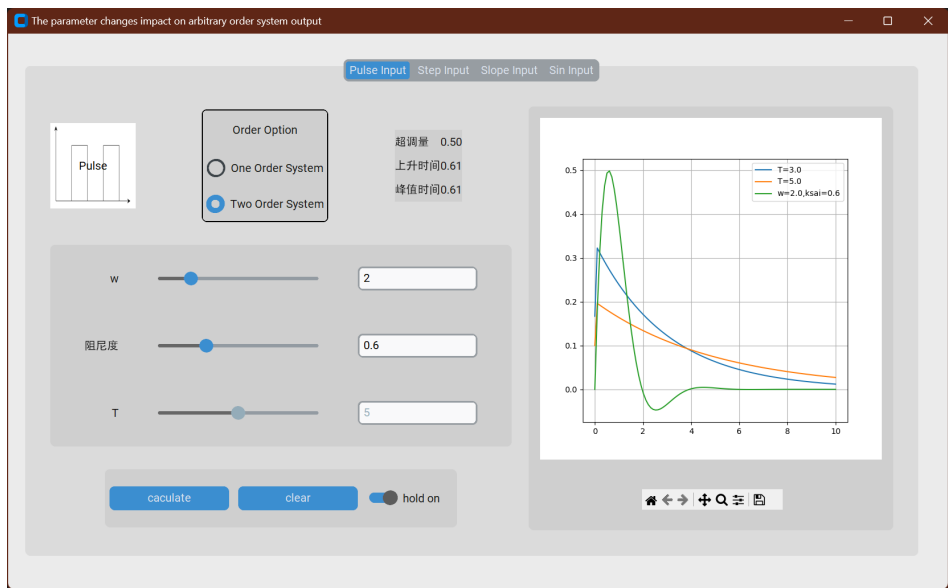 The parameter changes impact on arbitrary order system output
Pulse Input Step Input Slope Input Sin Input
Pulse
Order Option
One Order System
Two Order System
超调量 0.50
上升时间0.61
峰值时间0.61
w
2
阻尼度
0.6
T
5
caculate
clear
hold on
T=3.0
T=5.0
w=2.0,ksai=0.6
0.5
0.4
0.3
0.2
0.1
0.0
0 2 4 6 8 10